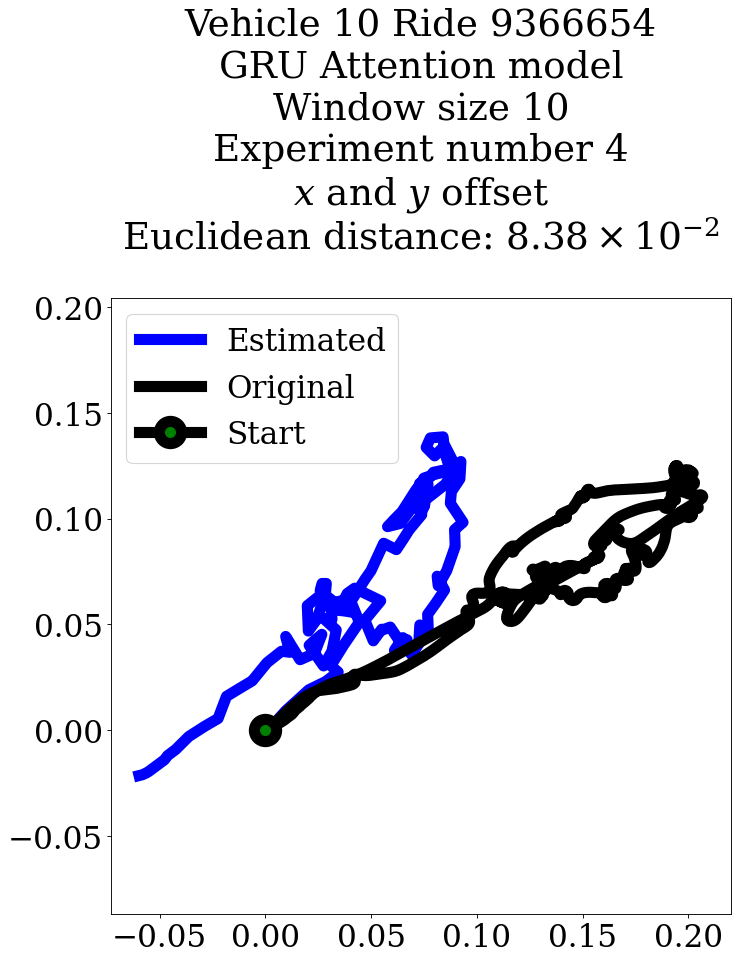 Vehicle 10 Ride 9366654
GRU Attention model
Window size 10
Experiment number 4
x and y offset
Euclidean distance: 8.38 × 10⁻²
Estimated
Original
Start
0.20
0.15
0.10
0.05
0.00
−0.05
−0.05 0.00 0.05 0.10 0.15 0.20